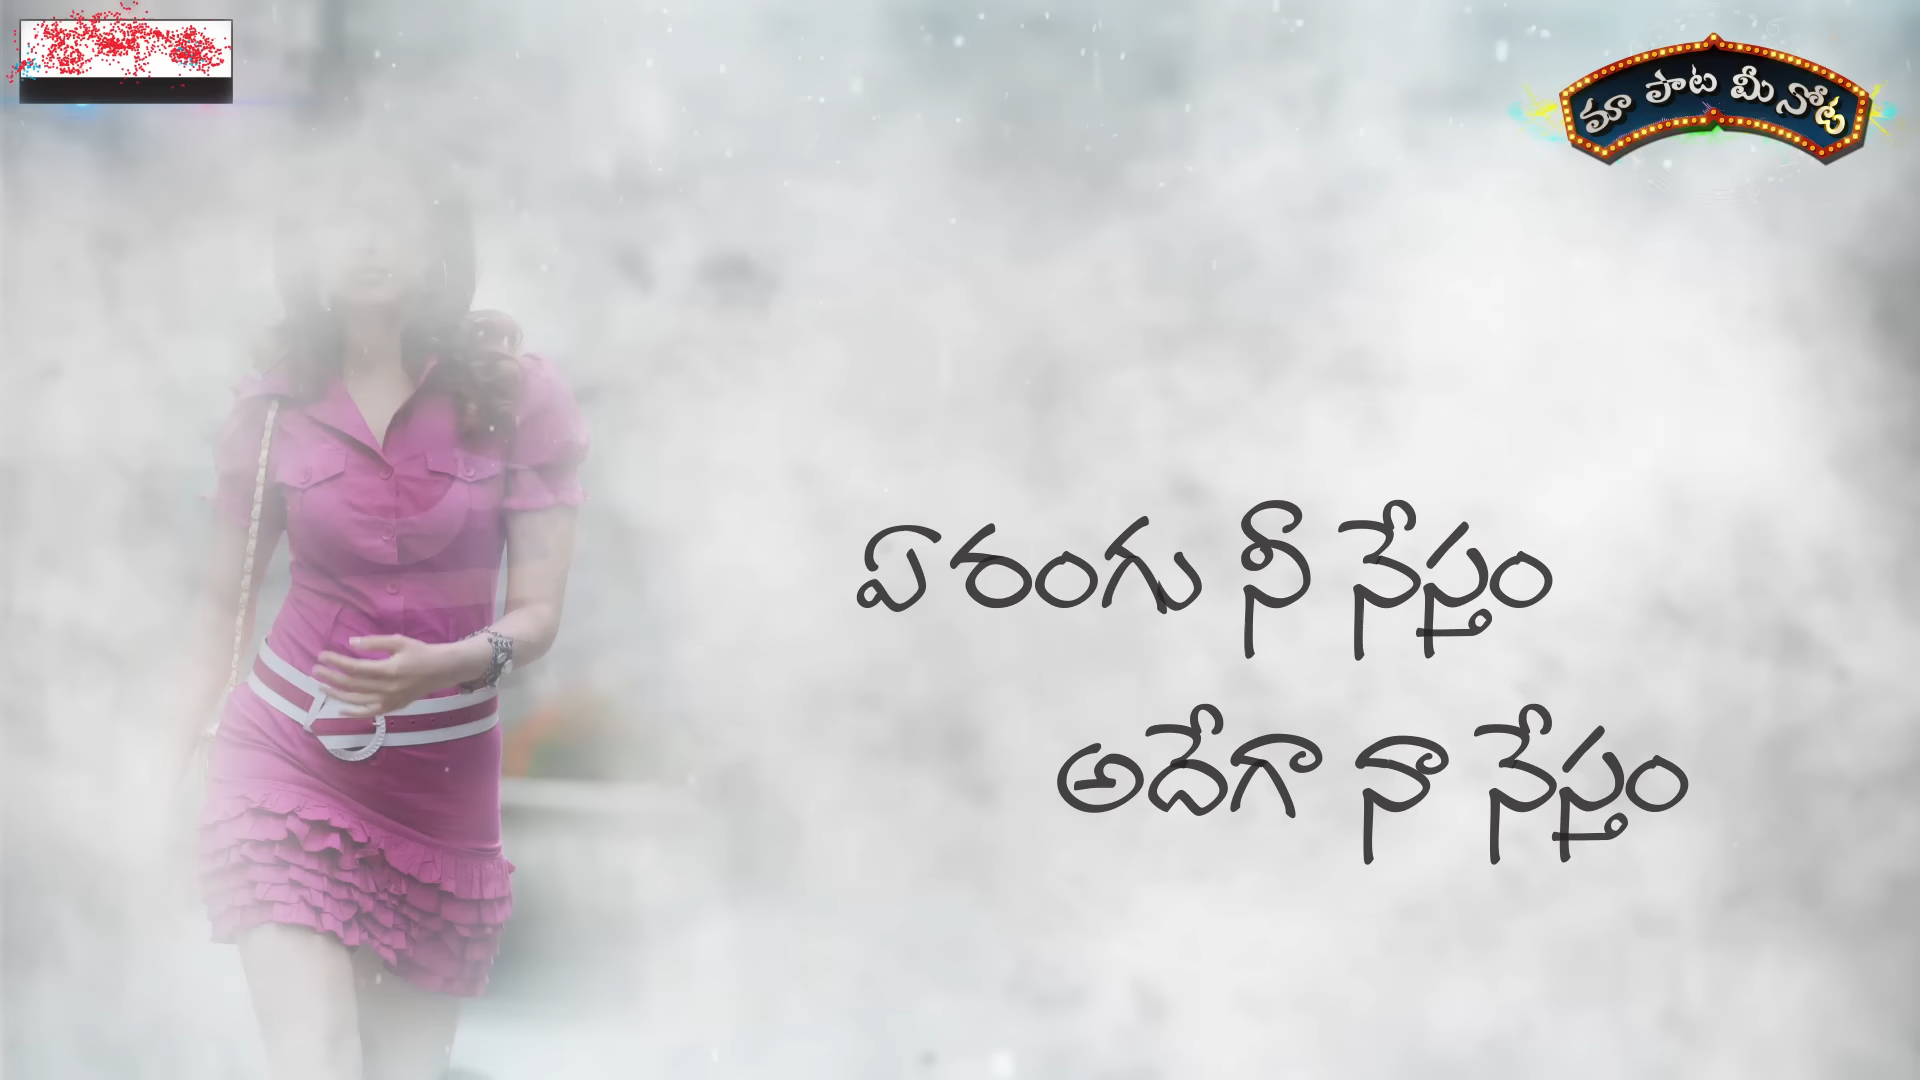 మా పాట మీ నోట
ఏ రంగు నీ నేస్తం
అదేగా నా నేస్తం